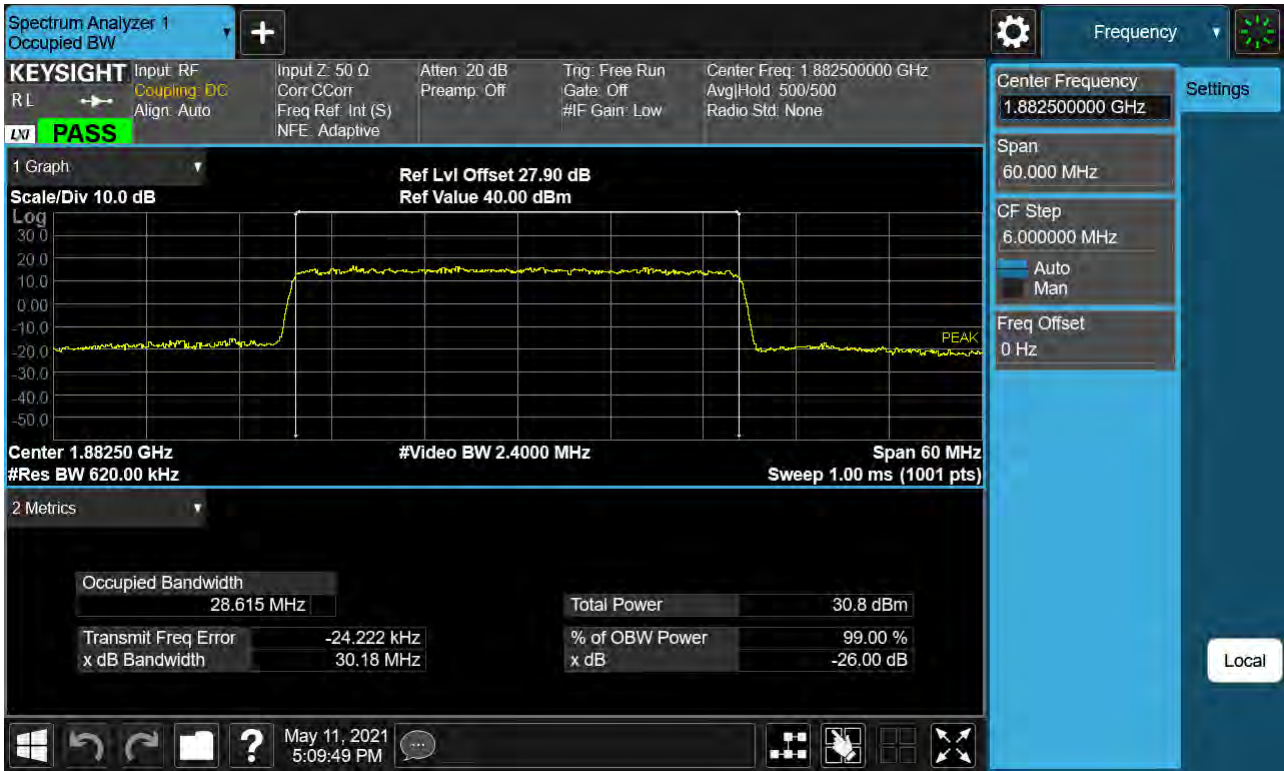 Spectrum Analyzer 1
Occupied BW
Frequency
KEYSIGHT
RL
LXI
PASS
Input: RF
Coupling: DC
Align: Auto
Input Z: 50 Ω
Corr CCorr
Freq Ref: Int (S)
NFE: Adaptive
Atten: 20 dB
Preamp: Off
Trig: Free Run
Gate: Off
#IF Gain: Low
Center Freq: 1.882500000 GHz
Avg|Hold: 500/500
Radio Std: None
Center Frequency
1.882500000 GHz
Settings
Span
60.000 MHz
CF Step
6.000000 MHz
Auto
Man
Freq Offset
0 Hz
Local
1 Graph
Scale/Div 10.0 dB
Ref Lvl Offset 27.90 dB
Ref Value 40.00 dBm
Log
30.0
20.0
10.0
0.00
-10.0
-20.0
-30.0
-40.0
-50.0
PEAK
Center 1.88250 GHz
#Video BW 2.4000 MHz
Span 60 MHz
#Res BW 620.00 kHz
Sweep 1.00 ms (1001 pts)
2 Metrics
Occupied Bandwidth
28.615 MHz
Total Power 30.8 dBm
Transmit Freq Error -24.222 kHz
% of OBW Power 99.00 %
x dB Bandwidth 30.18 MHz
x dB -26.00 dB
?
May 11, 2021
5:09:49 PM